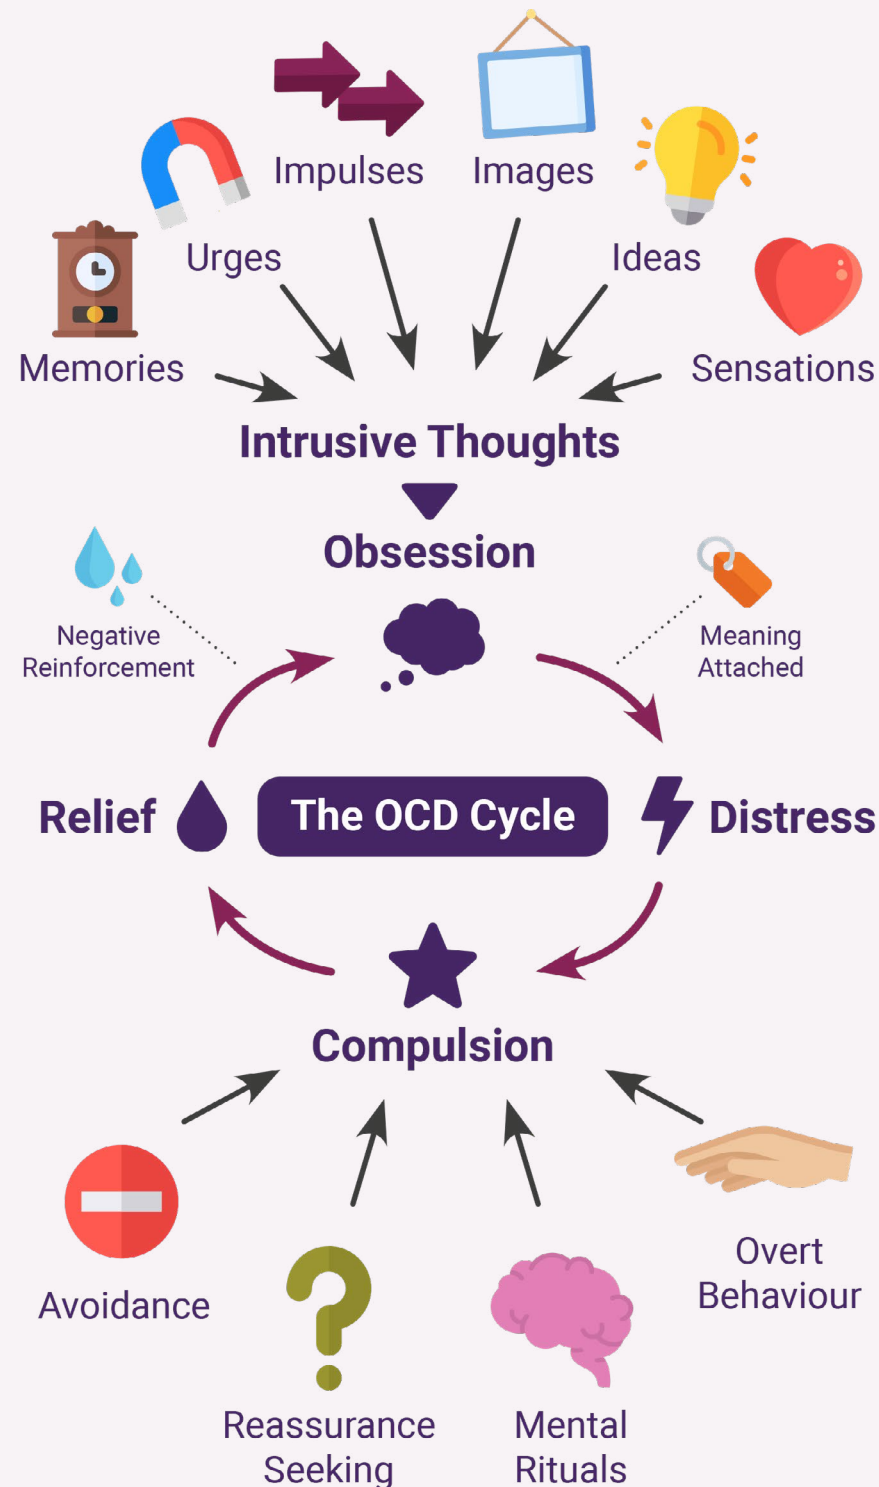 Impulses
Images
Urges
Ideas
Memories
Sensations
Intrusive Thoughts
Obsession
Negative
Reinforcement
Meaning
Attached
Relief
The OCD Cycle
Distress
Compulsion
Avoidance
Reassurance
Seeking
Mental
Rituals
Overt
Behaviour